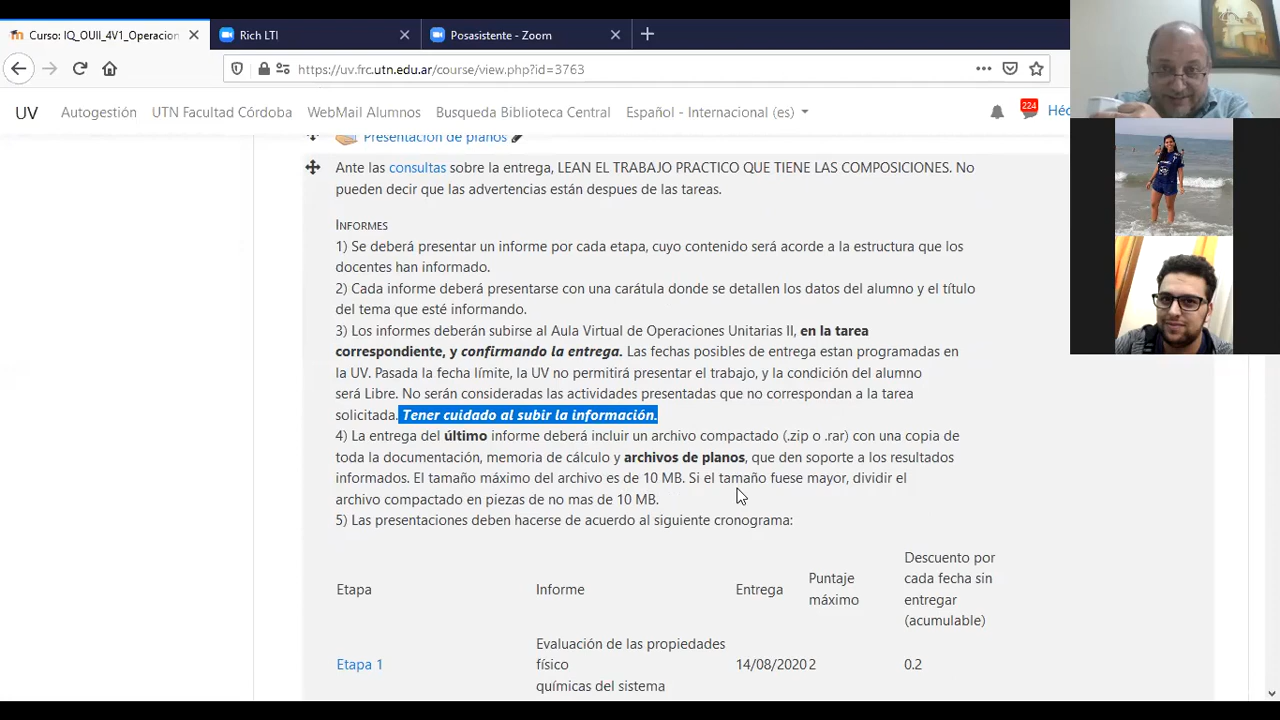 Curso: IQ_OUII_4V1_Operacion
Rich LTI
Posasistente - Zoom
https://uv.frc.utn.edu.ar/course/view.php?id=3763
UV
Autogestión
UTN Facultad Córdoba
WebMail Alumnos
Busqueda Biblioteca Central
Español - Internacional (es)
224
Héc
Presentación de planos
Ante las consultas sobre la entrega, LEAN EL TRABAJO PRACTICO QUE TIENE LAS COMPOSICIONES. No
pueden decir que las advertencias están despues de las tareas.
INFORMES
1) Se deberá presentar un informe por cada etapa, cuyo contenido será acorde a la estructura que los
docentes han informado.
2) Cada informe deberá presentarse con una carátula donde se detallen los datos del alumno y el título
del tema que esté informando.
3) Los informes deberán subirse al Aula Virtual de Operaciones Unitarias II, en la tarea
correspondiente, y confirmando la entrega. Las fechas posibles de entrega estan programadas en
la UV. Pasada la fecha límite, la UV no permitirá presentar el trabajo, y la condición del alumno
será Libre. No serán consideradas las actividades presentadas que no correspondan a la tarea
solicitada. Tener cuidado al subir la información.
4) La entrega del último informe deberá incluir un archivo compactado (.zip o .rar) con una copia de
toda la documentación, memoria de cálculo y archivos de planos, que den soporte a los resultados
informados. El tamaño máximo del archivo es de 10 MB. Si el tamaño fuese mayor, dividir el
archivo compactado en piezas de no mas de 10 MB.
5) Las presentaciones deben hacerse de acuerdo al siguiente cronograma:
Etapa
Informe
Entrega
Puntaje
máximo
Descuento por
cada fecha sin
entregar
(acumulable)
Etapa 1
Evaluación de las propiedades
físico
químicas del sistema
14/08/2020
2
0.2